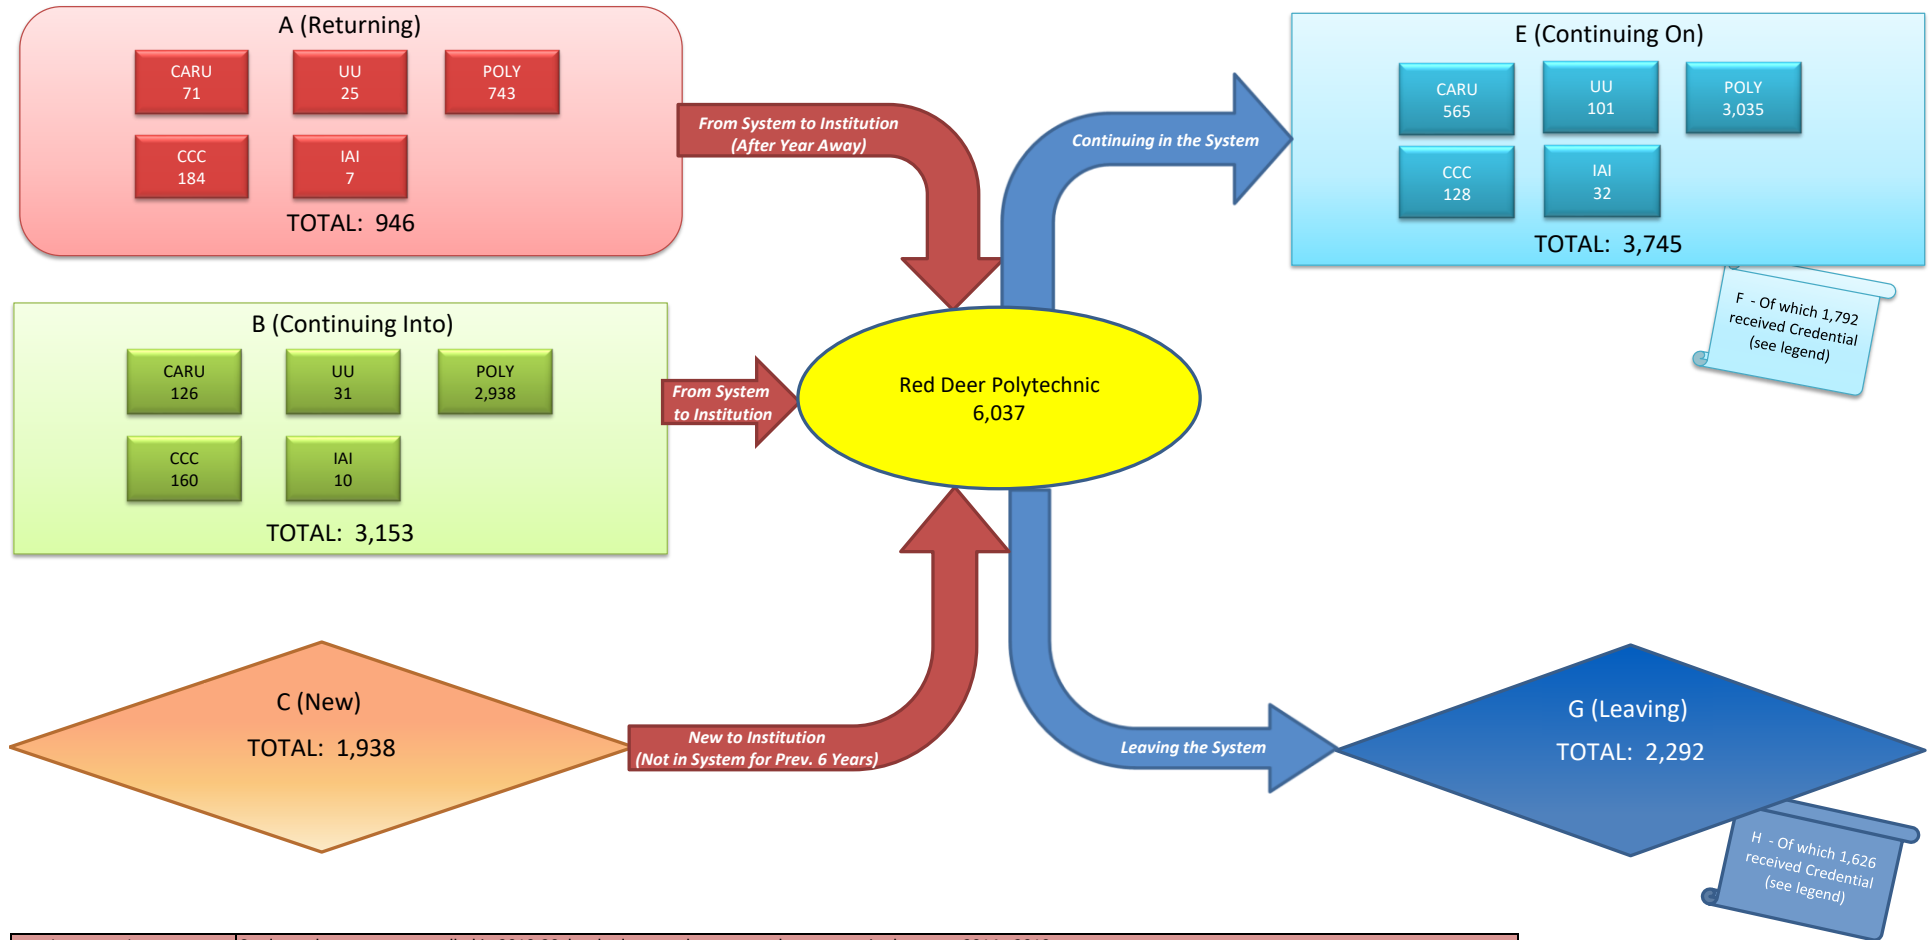 A (Returning)
CARU
71
UU
25
POLY
743
CCC
184
IAI
7
TOTAL: 946
From System to Institution
(After Year Away)
B (Continuing Into)
CARU
126
UU
31
POLY
2,938
CCC
160
IAI
10
TOTAL: 3,153
From System
to Institution
C (New)
TOTAL: 1,938
New to Institution
(Not in System for Prev. 6 Years)
Red Deer Polytechnic
6,037
Continuing in the System
E (Continuing On)
CARU
565
UU
101
POLY
3,035
CCC
128
IAI
32
TOTAL: 3,745
F - Of which 1,792
received Credential
(see legend)
Leaving the System
G (Leaving)
TOTAL: 2,292
H - Of which 1,626
received Credential
(see legend)